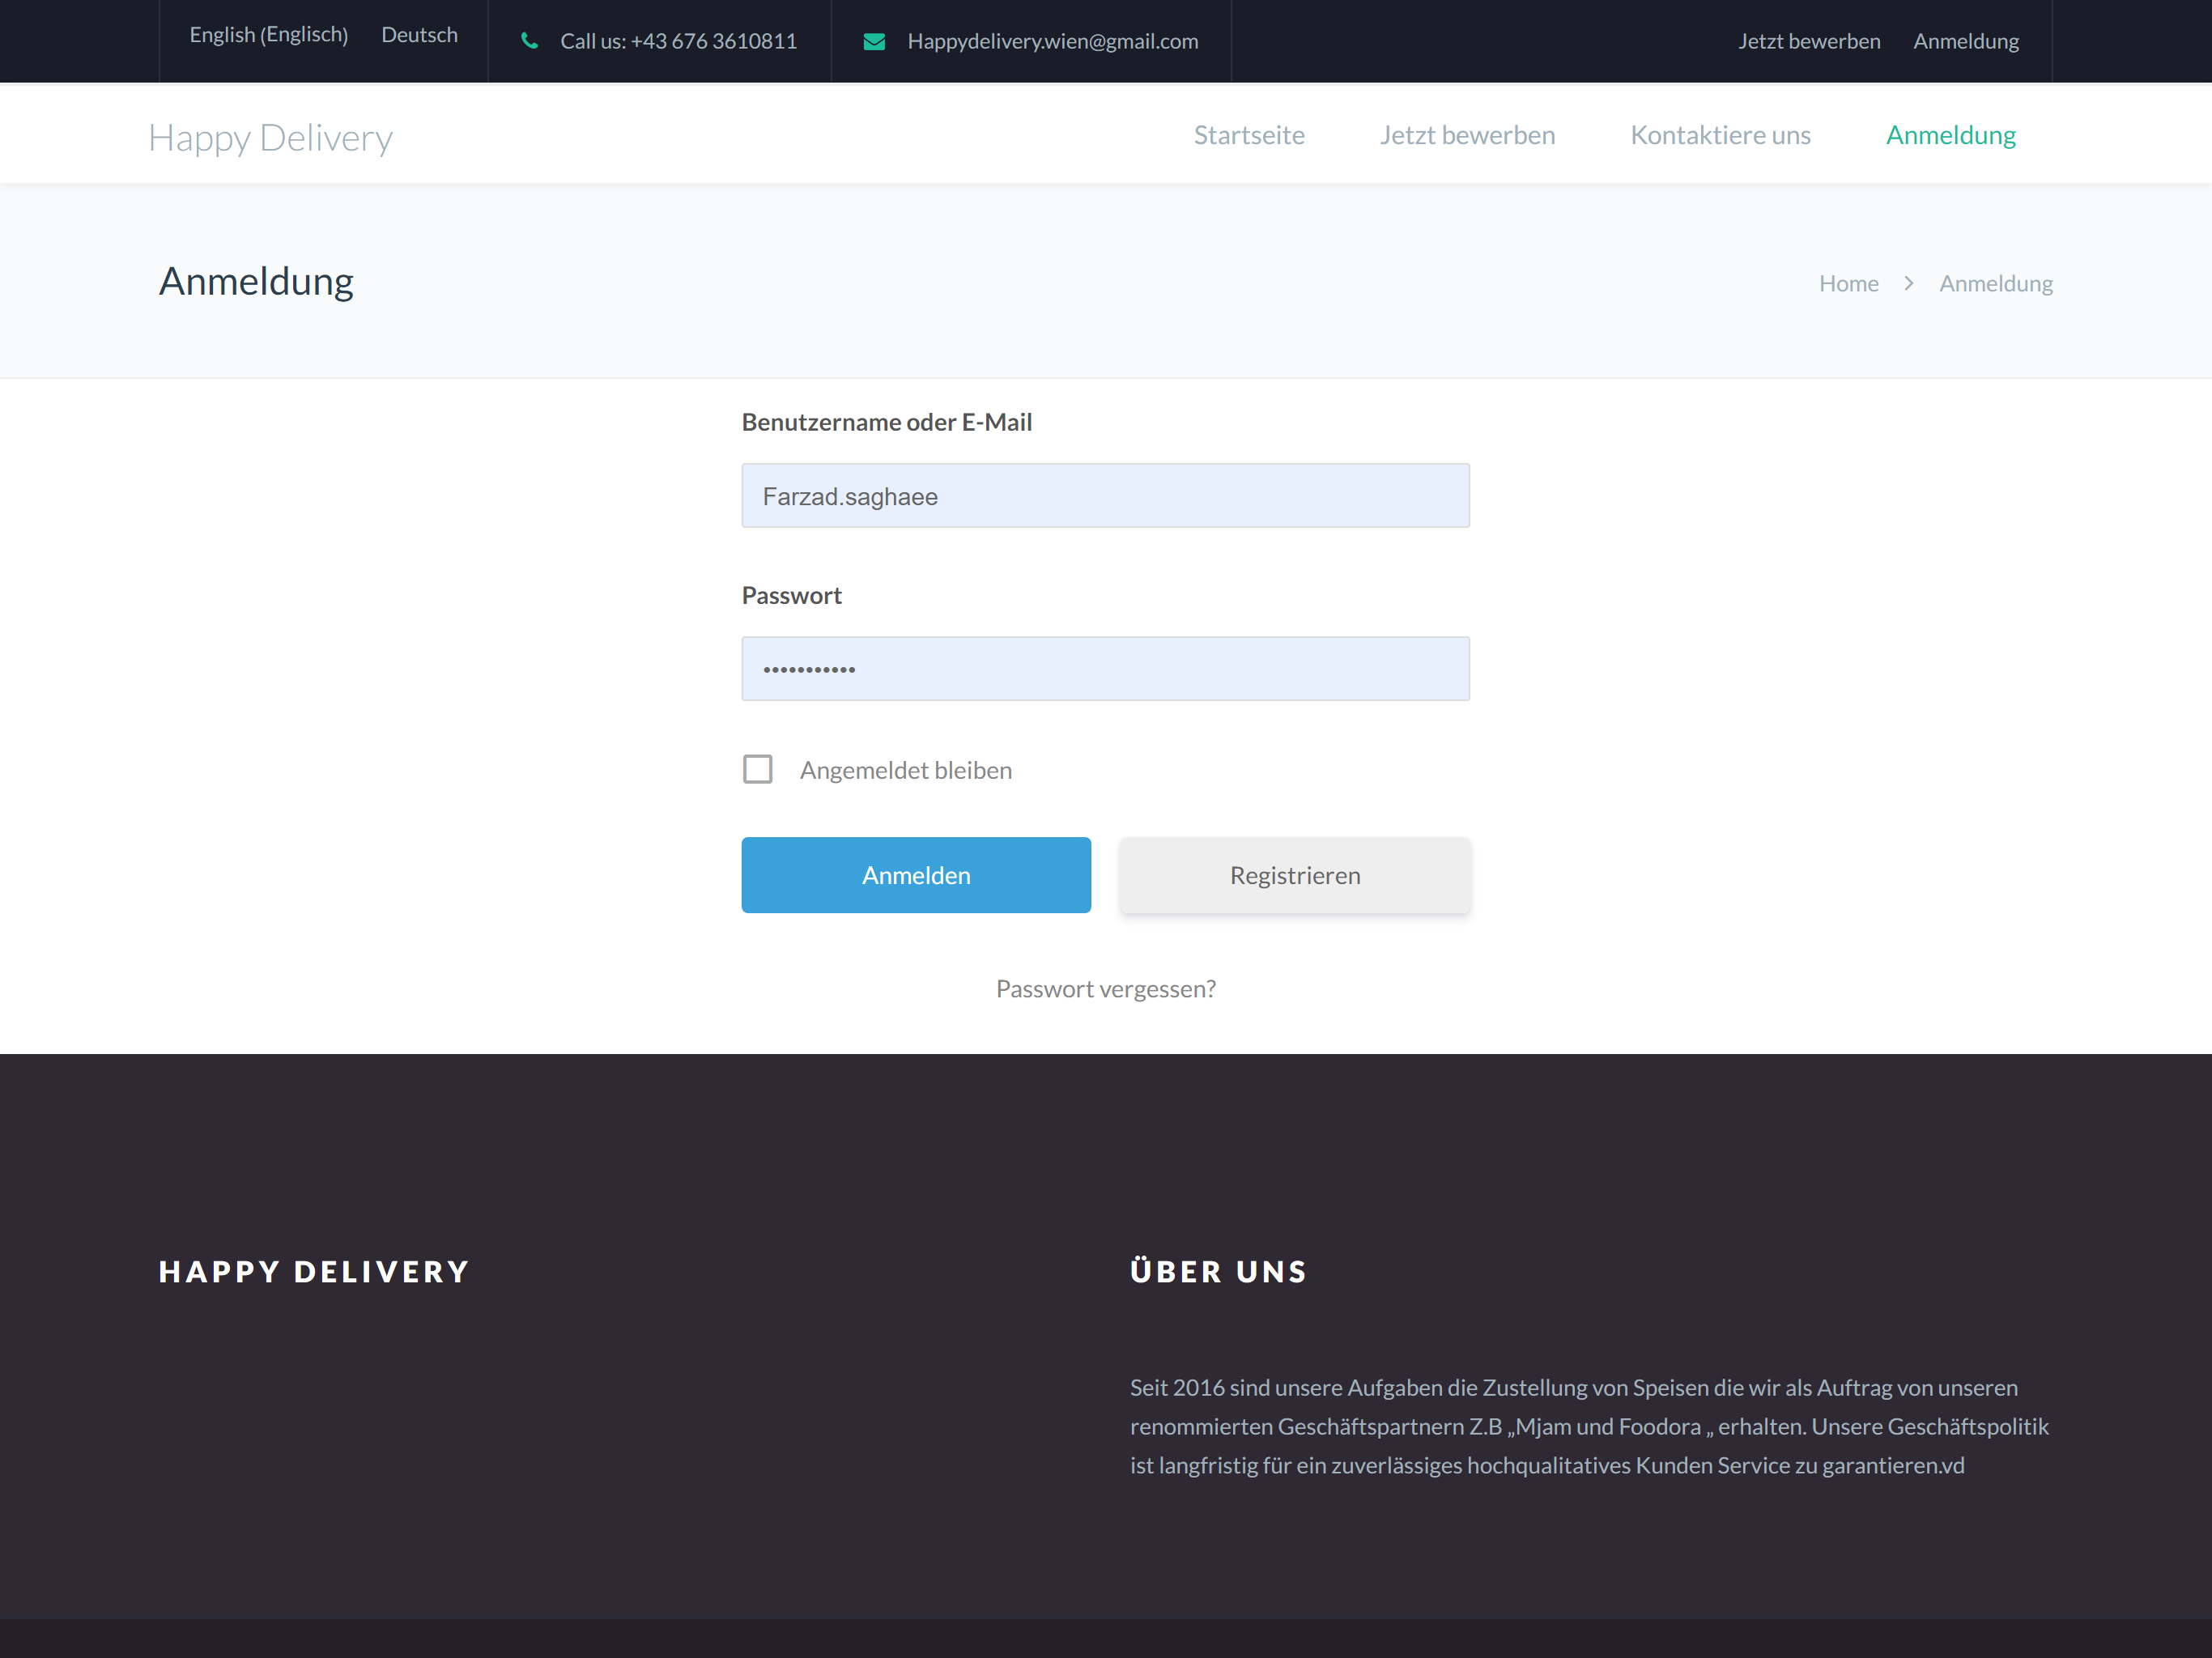 English (Englisch) Deutsch Call us: +43 676 3610811 Happydelivery.wien@gmail.com Jetzt bewerben Anmeldung
Happy Delivery Startseite Jetzt bewerben Kontaktiere uns Anmeldung
Anmeldung Home Anmeldung
Benutzername oder E-Mail
Farzad.saghaee
Passwort
•••••••••••
Angemeldet bleiben
Anmelden Registrieren
Passwort vergessen?
HAPPY DELIVERY
ÜBER UNS
Seit 2016 sind unsere Aufgaben die Zustellung von Speisen die wir als Auftrag von unseren
renommierten Geschäftspartnern Z.B „Mjam und Foodora „ erhalten. Unsere Geschäftspolitik
ist langfristig für ein zuverlässiges hochqualitatives Kunden Service zu garantieren.vd